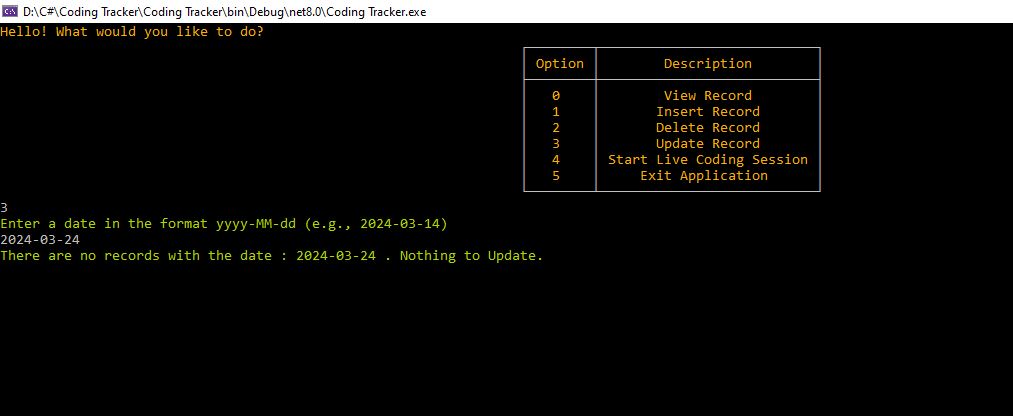 D:\C#\Coding Tracker\Coding Tracker\bin\Debug\net8.0\Coding Tracker.exe
Hello! What would you like to do?
Option Description
0 View Record
1 Insert Record
2 Delete Record
3 Update Record
4 Start Live Coding Session
5 Exit Application
3
Enter a date in the format yyyy-MM-dd (e.g., 2024-03-14)
2024-03-24
There are no records with the date : 2024-03-24 . Nothing to Update.